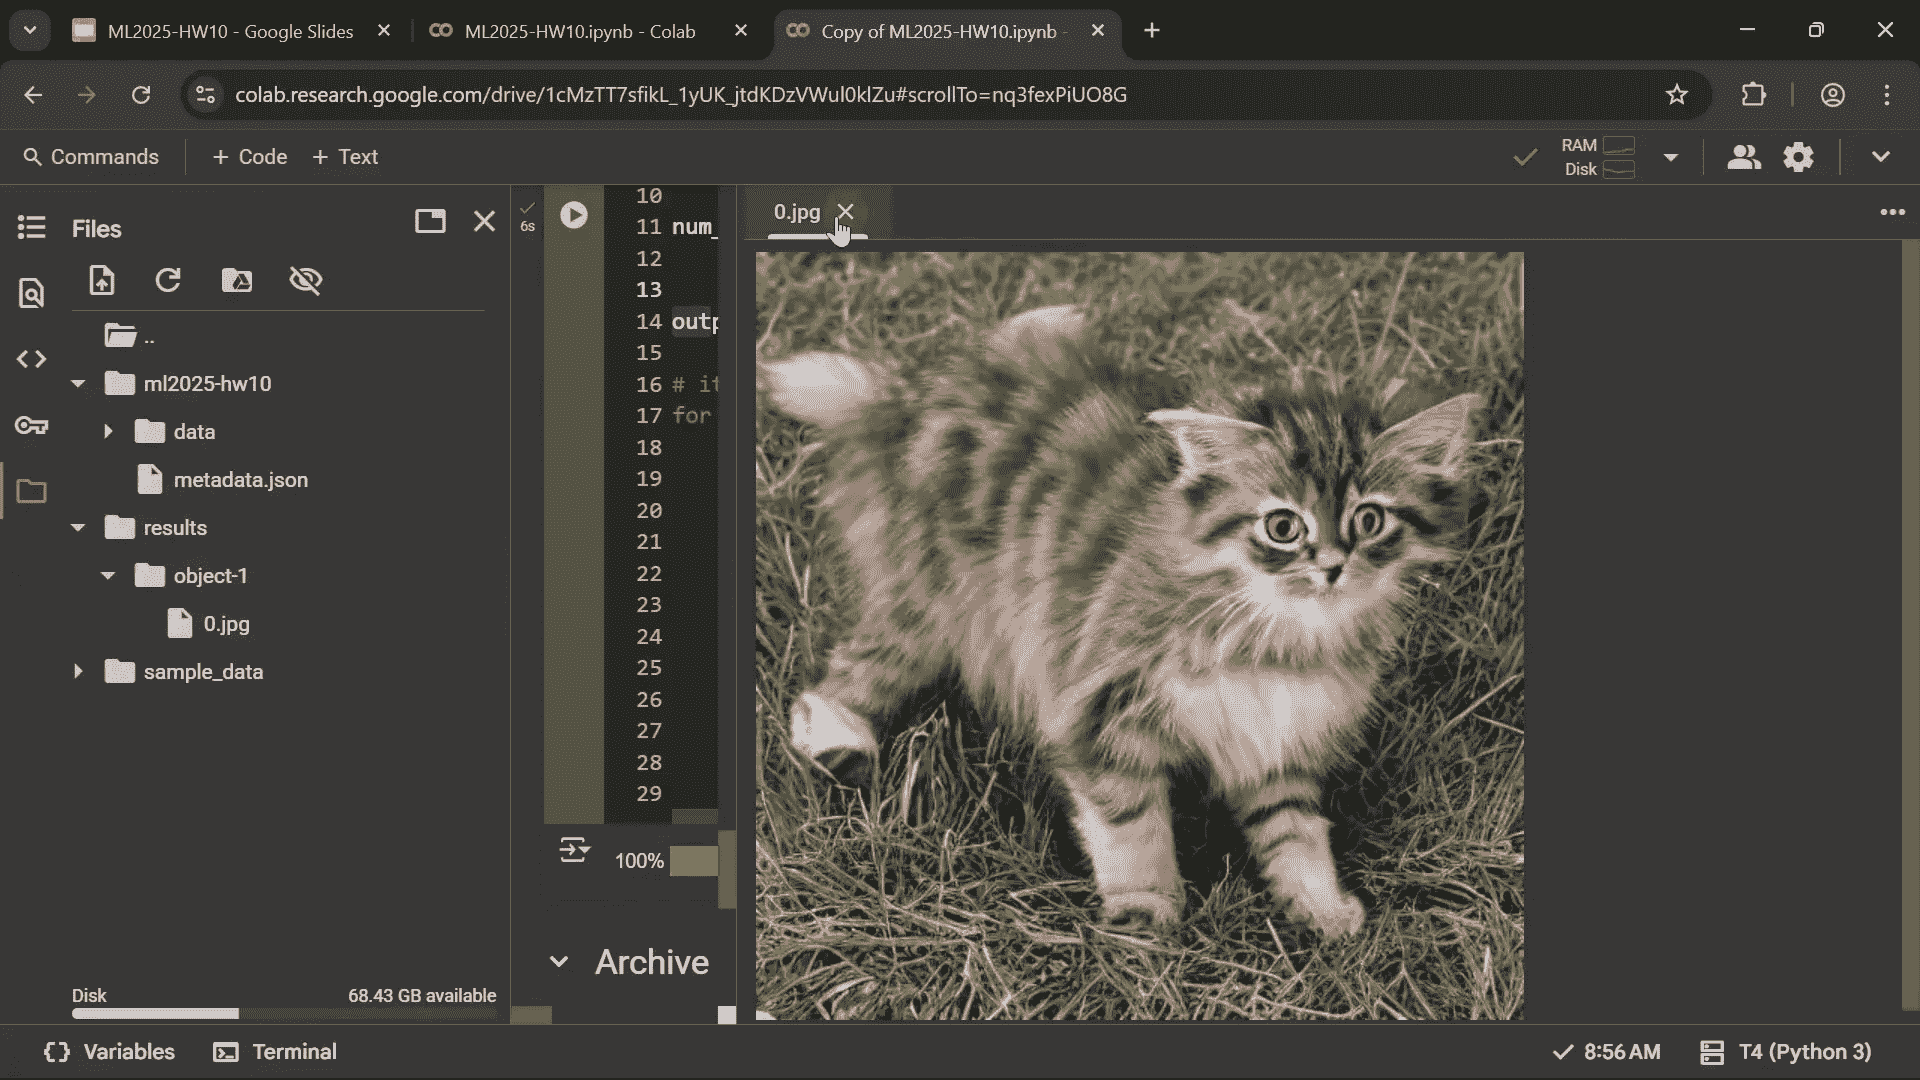 ML2025-HW10 - Google Slides
ML2025-HW10.ipynb - Colab
Copy of ML2025-HW10.ipynb -
colab.research.google.com/drive/1cMzTT7sfikL_1yUK_jtdKDzVWul0klZu#scrollTo=nq3fexPiUO8G
Commands
+ Code
+ Text
RAM
Disk
Files
..
ml2025-hw10
data
metadata.json
results
object-1
0.jpg
sample_data
Disk
68.43 GB available
6s
10
11 num_
12
13
14 outp
15
16 # it
17 for
18
19
20
21
22
23
24
25
26
27
28
29
100%
Archive
0.jpg
Variables
Terminal
8:56 AM
T4 (Python 3)